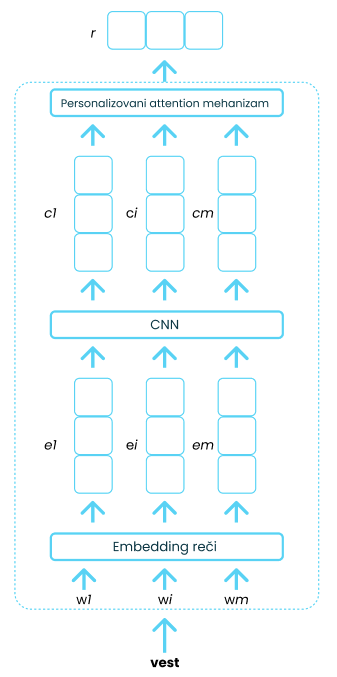 r
Personalizovani attention mehanizam
c1 ci cm
CNN
e1 ei em
Embedding reči
w1 wi wm
vest